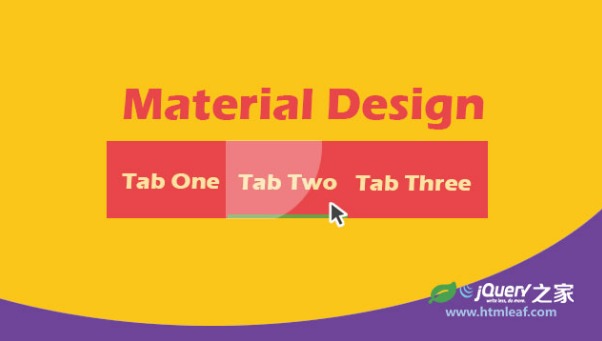 Material Design
Tab One
Tab Two
Tab Three
jQuery之家
write less, do more.
www.htmleaf.com